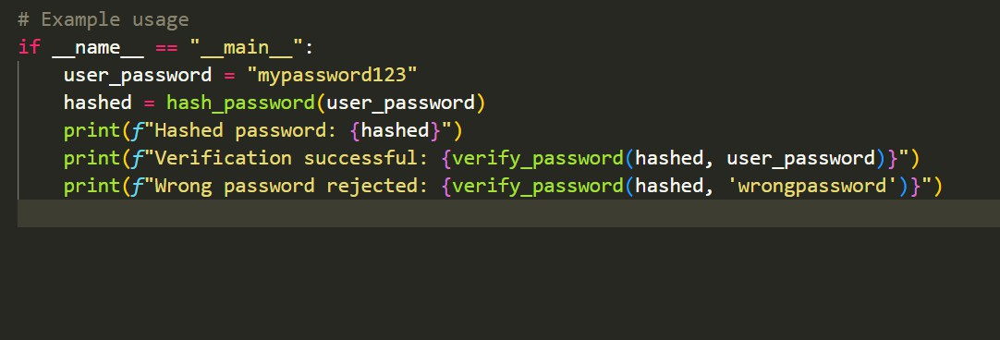 # Example usage
if __name__ == "__main__":
    user_password = "mypassword123"
    hashed = hash_password(user_password)
    print(f"Hashed password: {hashed}")
    print(f"Verification successful: {verify_password(hashed, user_password)}")
    print(f"Wrong password rejected: {verify_password(hashed, 'wrongpassword')}")